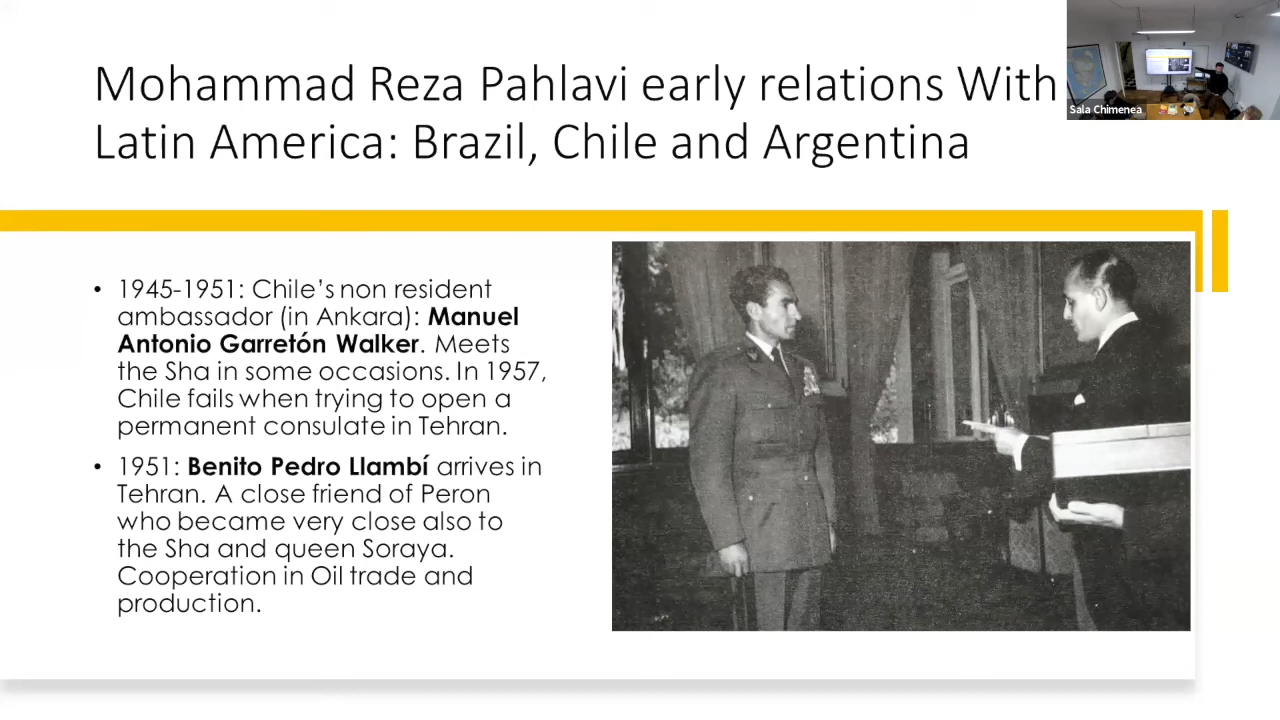 Mohammad Reza Pahlavi early relations With
Latin America: Brazil, Chile and Argentina
Sala Chimenea
• 1945-1951: Chile's non resident
ambassador (in Ankara): Manuel
Antonio Garretón Walker. Meets
the Sha in some occasions. In 1957,
Chile fails when trying to open a
permanent consulate in Tehran.
• 1951: Benito Pedro Llambí arrives in
Tehran. A close friend of Peron
who became very close also to
the Sha and queen Soraya.
Cooperation in Oil trade and
production.